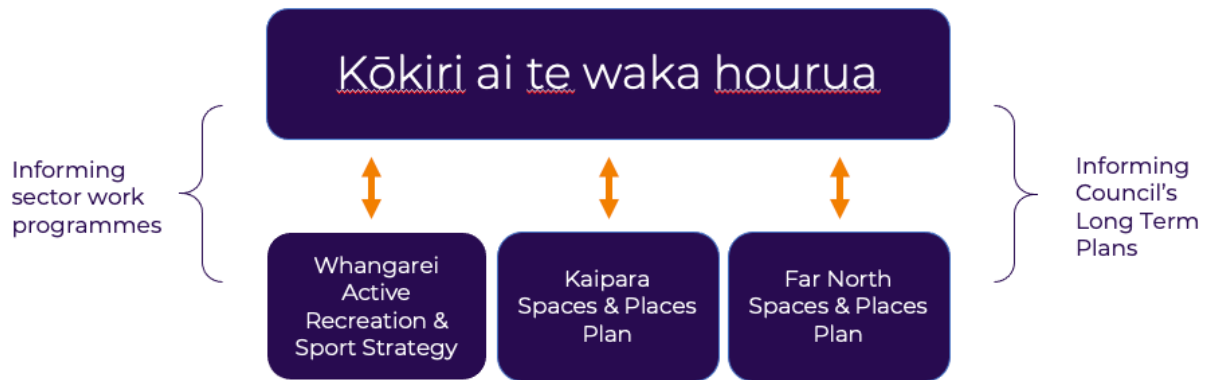 Kōkiri ai te waka hourua
Informing
sector work
programmes
Informing
Council’s
Long Term
Plans
Whangarei
Active
Recreation &
Sport Strategy
Kaipara
Spaces & Places
Plan
Far North
Spaces & Places
Plan